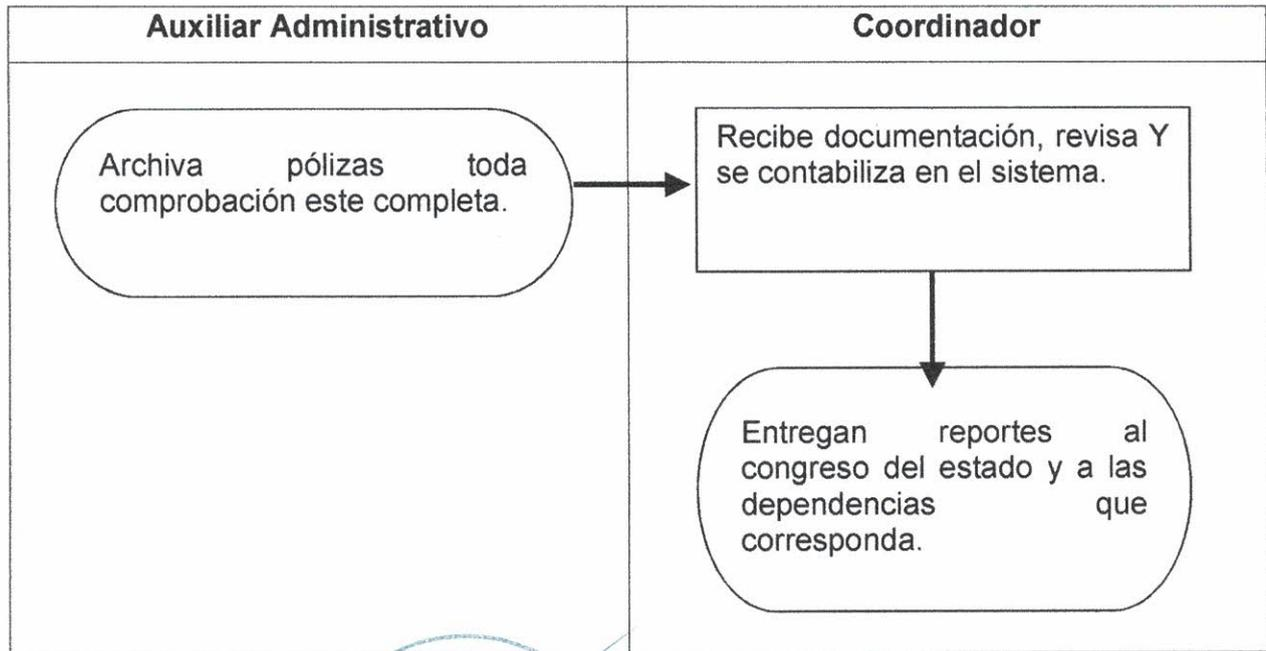 Auxiliar Administrativo
Coordinador
Archiva pólizas toda
comprobación este completa.
Recibe documentación, revisa Y
se contabiliza en el sistema.
Entregan reportes al
congreso del estado y a las
dependencias que
corresponda.